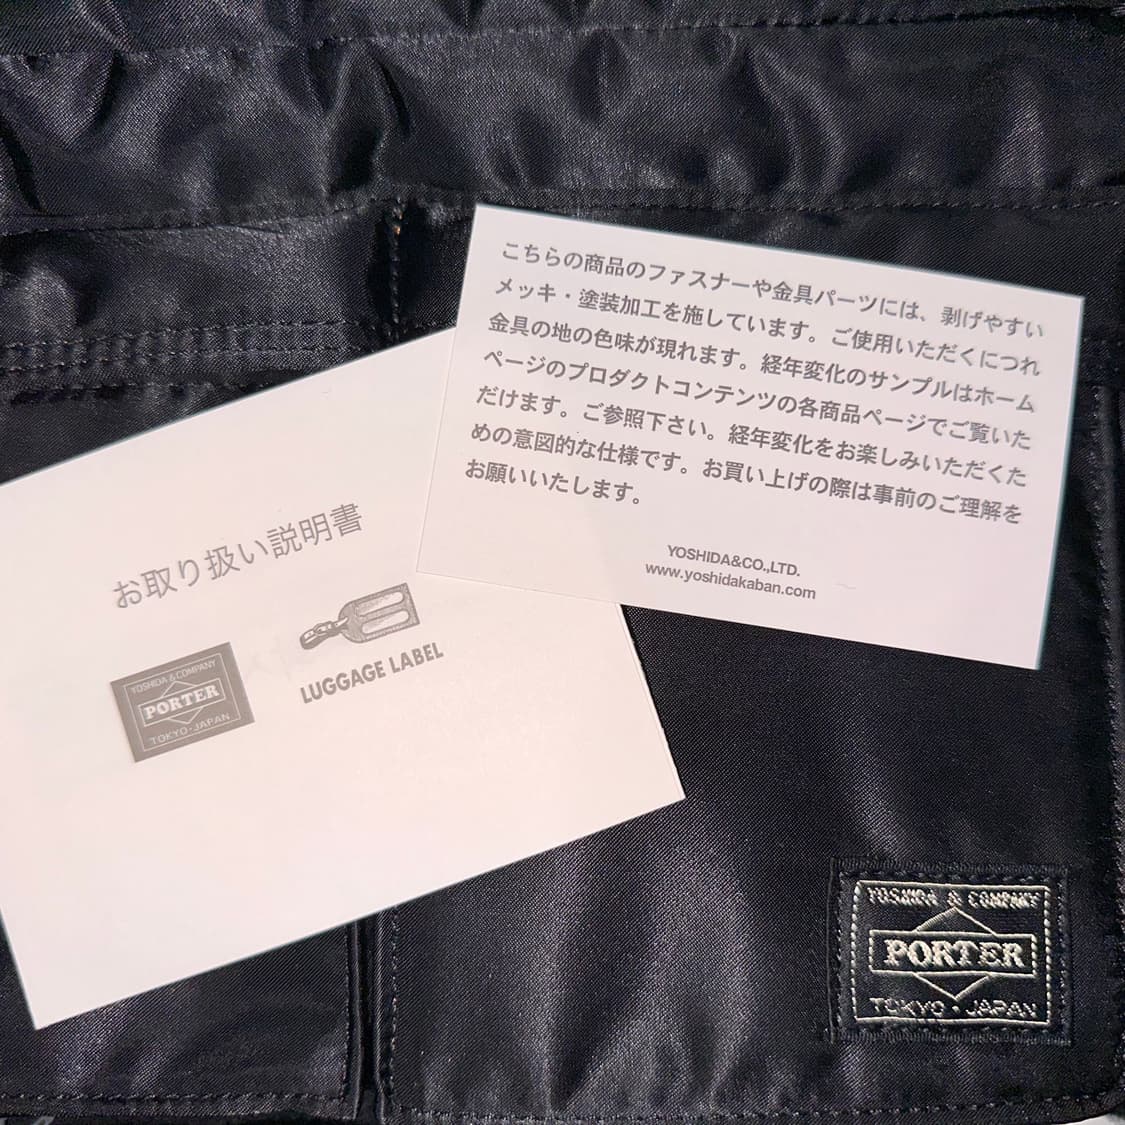 こちらの商品のファスナーや金具パーツには、剥げやすい
メッキ・塗装加工を施しています。ご使用いただくにつれ
金具の地の色味が現れます。経年変化のサンプルはホーム
ページのプロダクトコンテンツの各商品ページでご覧いた
だけます。ご参照下さい。経年変化をお楽しみいただくた
めの意図的な仕様です。お買い上げの際は事前のご理解を
お願いいたします。
YOSHIDA&CO.,LTD.
www.yoshidakaban.com
お取り扱い説明書
YOSHIDA & COMPANY
PORTER
TOKYO・JAPAN
LUGGAGE LABEL
YOSHIDA & COMPANY
PORTER
TOKYO・JAPAN